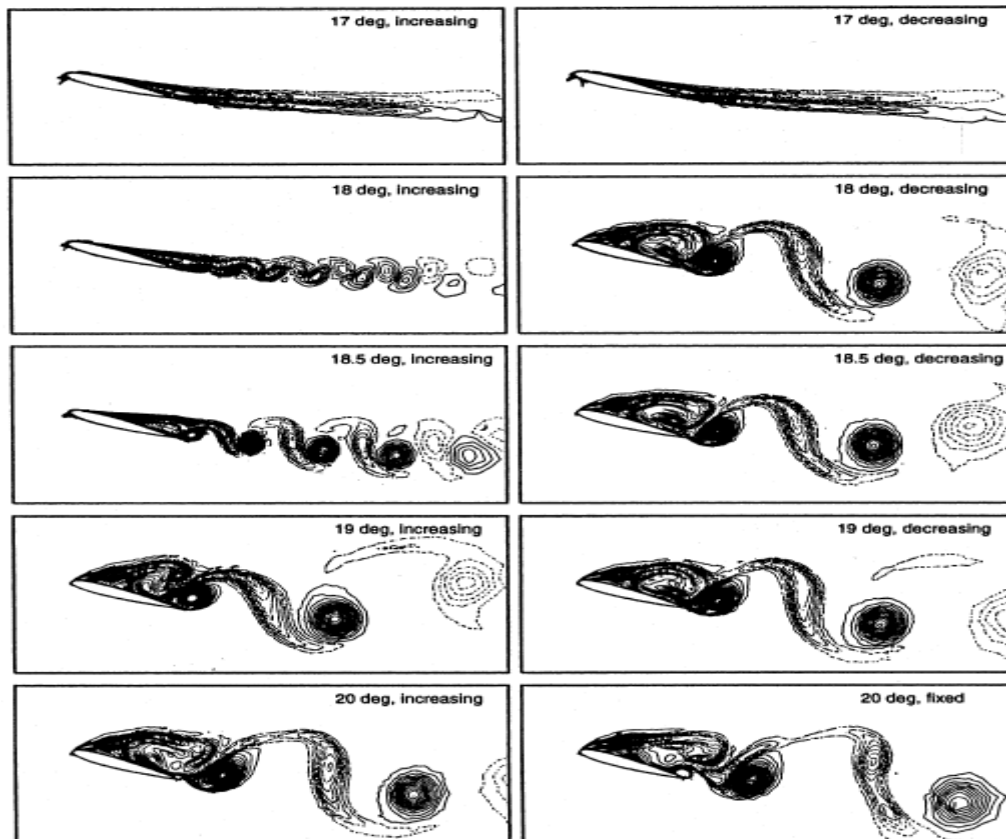 17 deg, increasing
17 deg, decreasing
18 deg, increasing
18 deg, decreasing
18.5 deg, increasing
18.5 deg, decreasing
19 deg, increasing
19 deg, decreasing
20 deg, increasing
20 deg, fixed